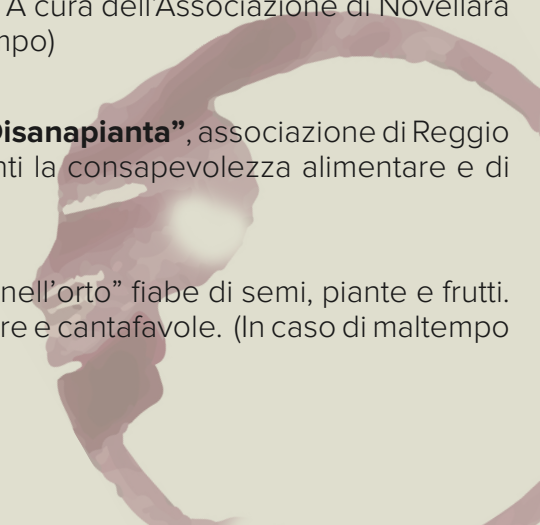 A cura dell'Associazione di Novellara
mpo)
Disanapianta”, associazione di Reggio
nti la consapevolezza alimentare e di
nell’orto” fiabe di semi, piante e frutti.
re e cantafavole. (In caso di maltempo